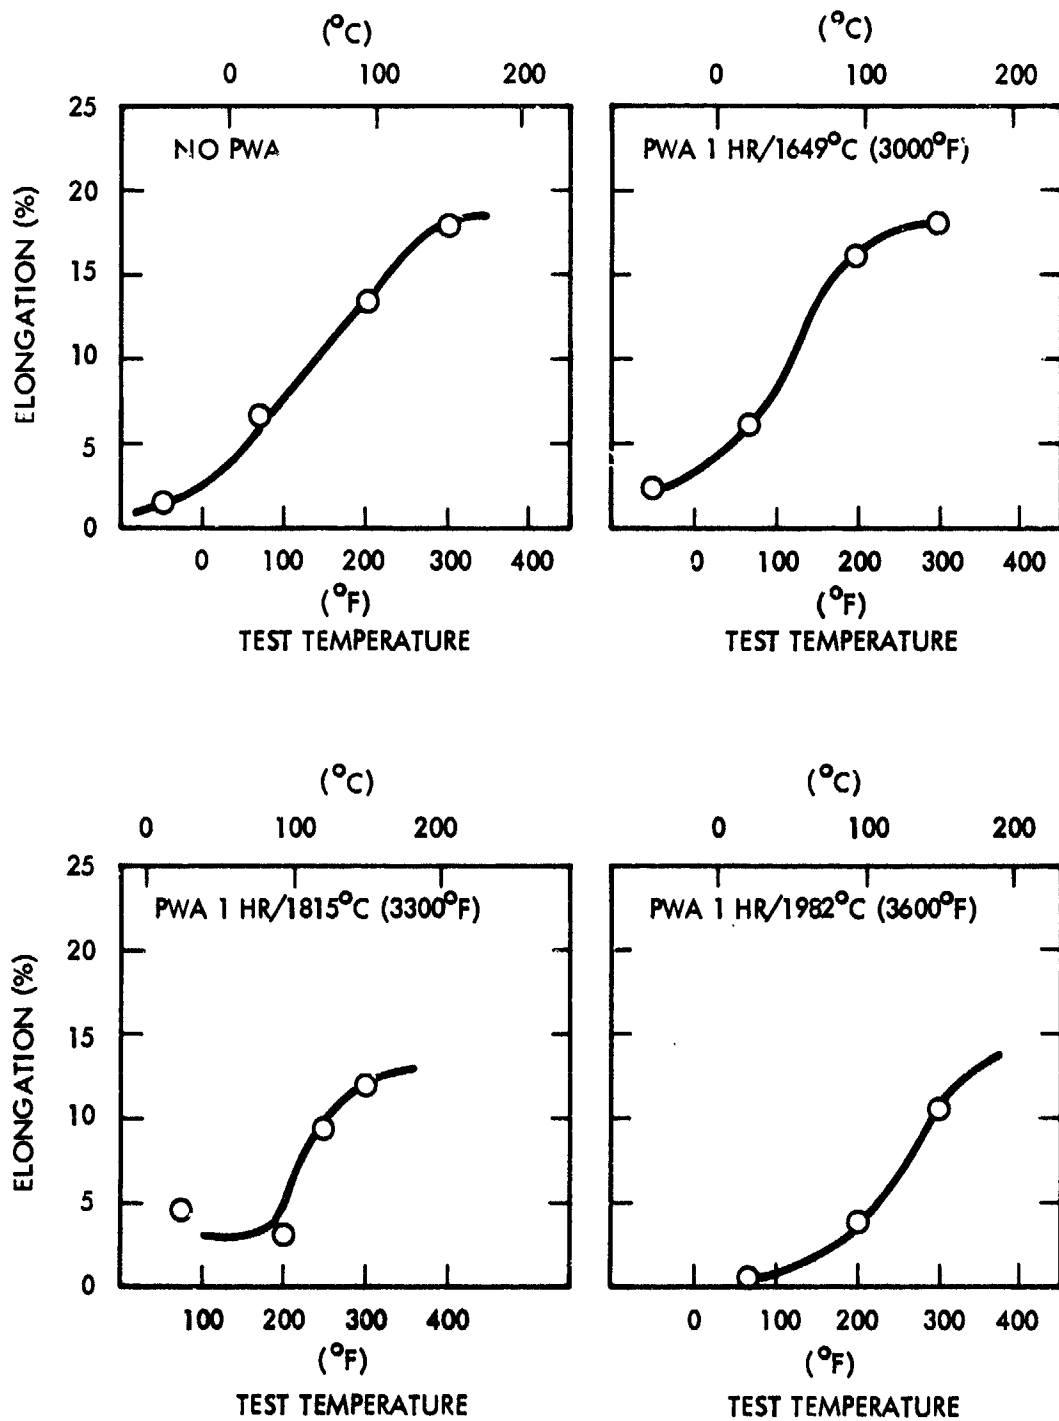 (°C) (°C)
0 100 200 0 100 200
25 NO PWA PWA 1 HR/1649°C (3000°F)
20
15
10
5
0
ELONGATION (%)
0 100 200 300 400 0 100 200 300 400
(°F) (°F)
TEST TEMPERATURE TEST TEMPERATURE
(°C) (°C)
0 100 200 0 100 200
25 PWA 1 HR/1815°C (3300°F) PWA 1 HR/1982°C (3600°F)
20
15
10
5
0
ELONGATION (%)
100 200 300 400 0 100 200 300 400
(°F) (°F)
TEST TEMPERATURE TEST TEMPERATURE